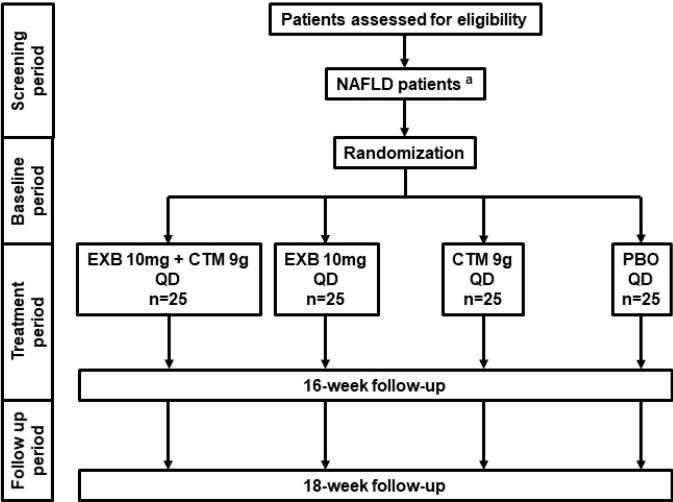 Screening
period
Patients assessed for eligibility
NAFLD patients a
Baseline
period
Randomization
Treatment
period
EXB 10mg + CTM 9g
QD
n=25
EXB 10mg
QD
n=25
CTM 9g
QD
n=25
PBO
QD
n=25
16-week follow-up
Follow up
period
18-week follow-up